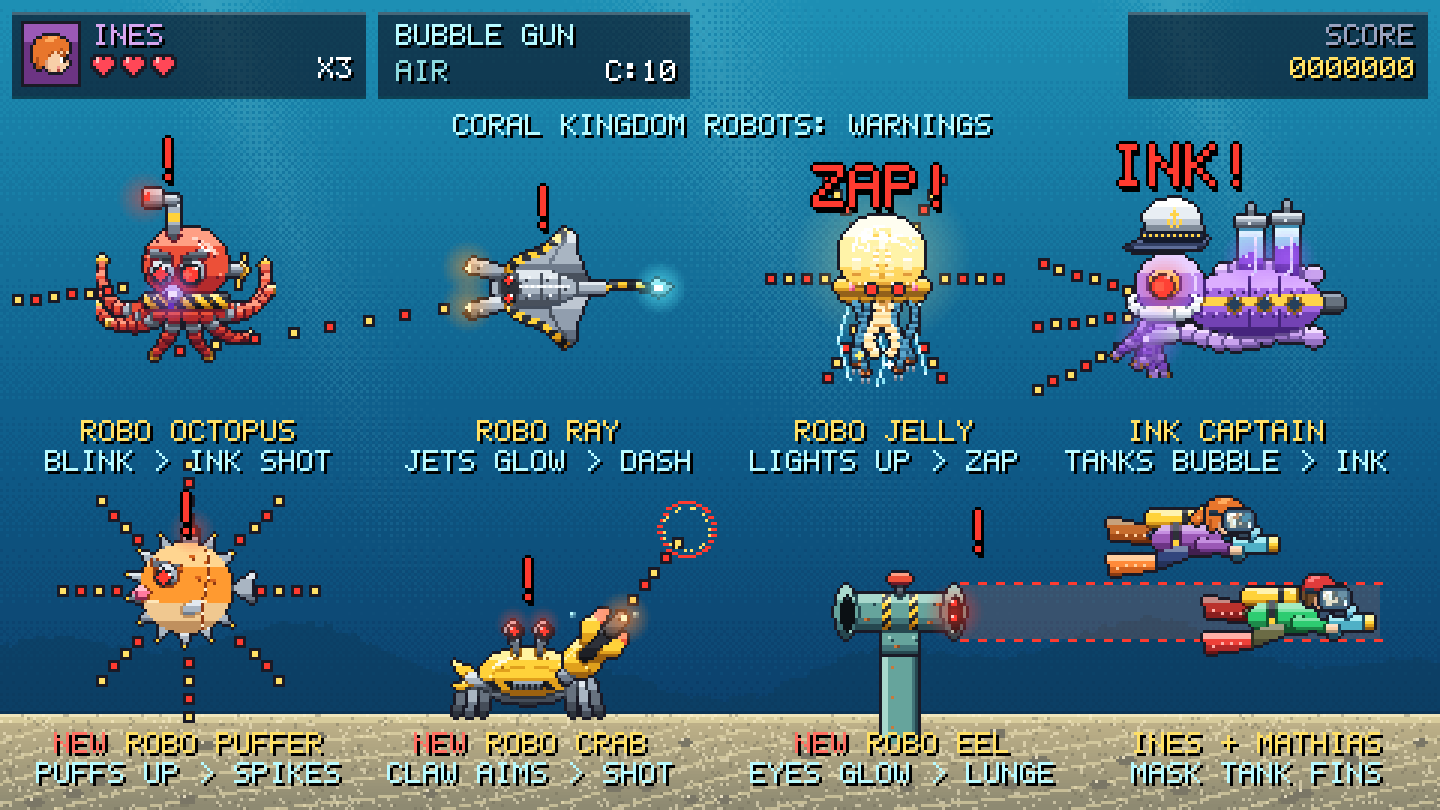 INES
X3
BUBBLE GUN
AIR C:10
SCORE
0000000
CORAL KINGDOM ROBOTS: WARNINGS
!
!
ZAP!
INK!
ROBO OCTOPUS
BLINK > INK SHOT
ROBO RAY
JETS GLOW > DASH
ROBO JELLY
LIGHTS UP > ZAP
INK CAPTAIN
TANKS BUBBLE > INK
!
!
!
NEW ROBO PUFFER
PUFFS UP > SPIKES
NEW ROBO CRAB
CLAW AIMS > SHOT
NEW ROBO EEL
EYES GLOW > LUNGE
INES + MATHIAS
MASK TANK FINS